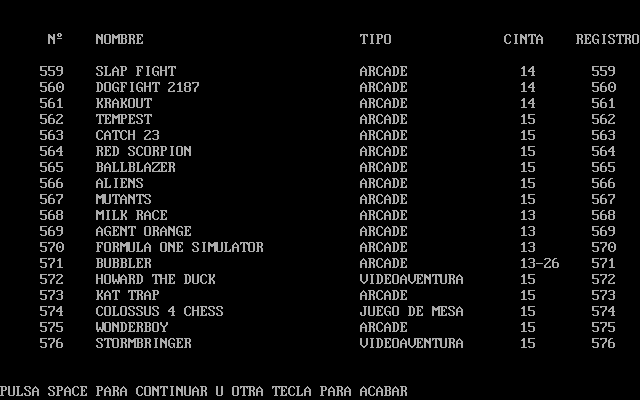 Nº NOMBRE TIPO CINTA REGISTRO
559 SLAP FIGHT ARCADE 14 559
560 DOGFIGHT 2187 ARCADE 14 560
561 KRAKOUT ARCADE 14 561
562 TEMPEST ARCADE 15 562
563 CATCH 23 ARCADE 15 563
564 RED SCORPION ARCADE 15 564
565 BALLBLAZER ARCADE 15 565
566 ALIENS ARCADE 15 566
567 MUTANTS ARCADE 15 567
568 MILK RACE ARCADE 13 568
569 AGENT ORANGE ARCADE 13 569
570 FORMULA ONE SIMULATOR ARCADE 13 570
571 BUBBLER ARCADE 13-26 571
572 HOWARD THE DUCK VIDEOAVENTURA 15 572
573 KAT TRAP ARCADE 15 573
574 COLOSSUS 4 CHESS JUEGO DE MESA 15 574
575 WONDERBOY ARCADE 15 575
576 STORMBRINGER VIDEOAVENTURA 15 576
PULSA SPACE PARA CONTINUAR U OTRA TECLA PARA ACABAR